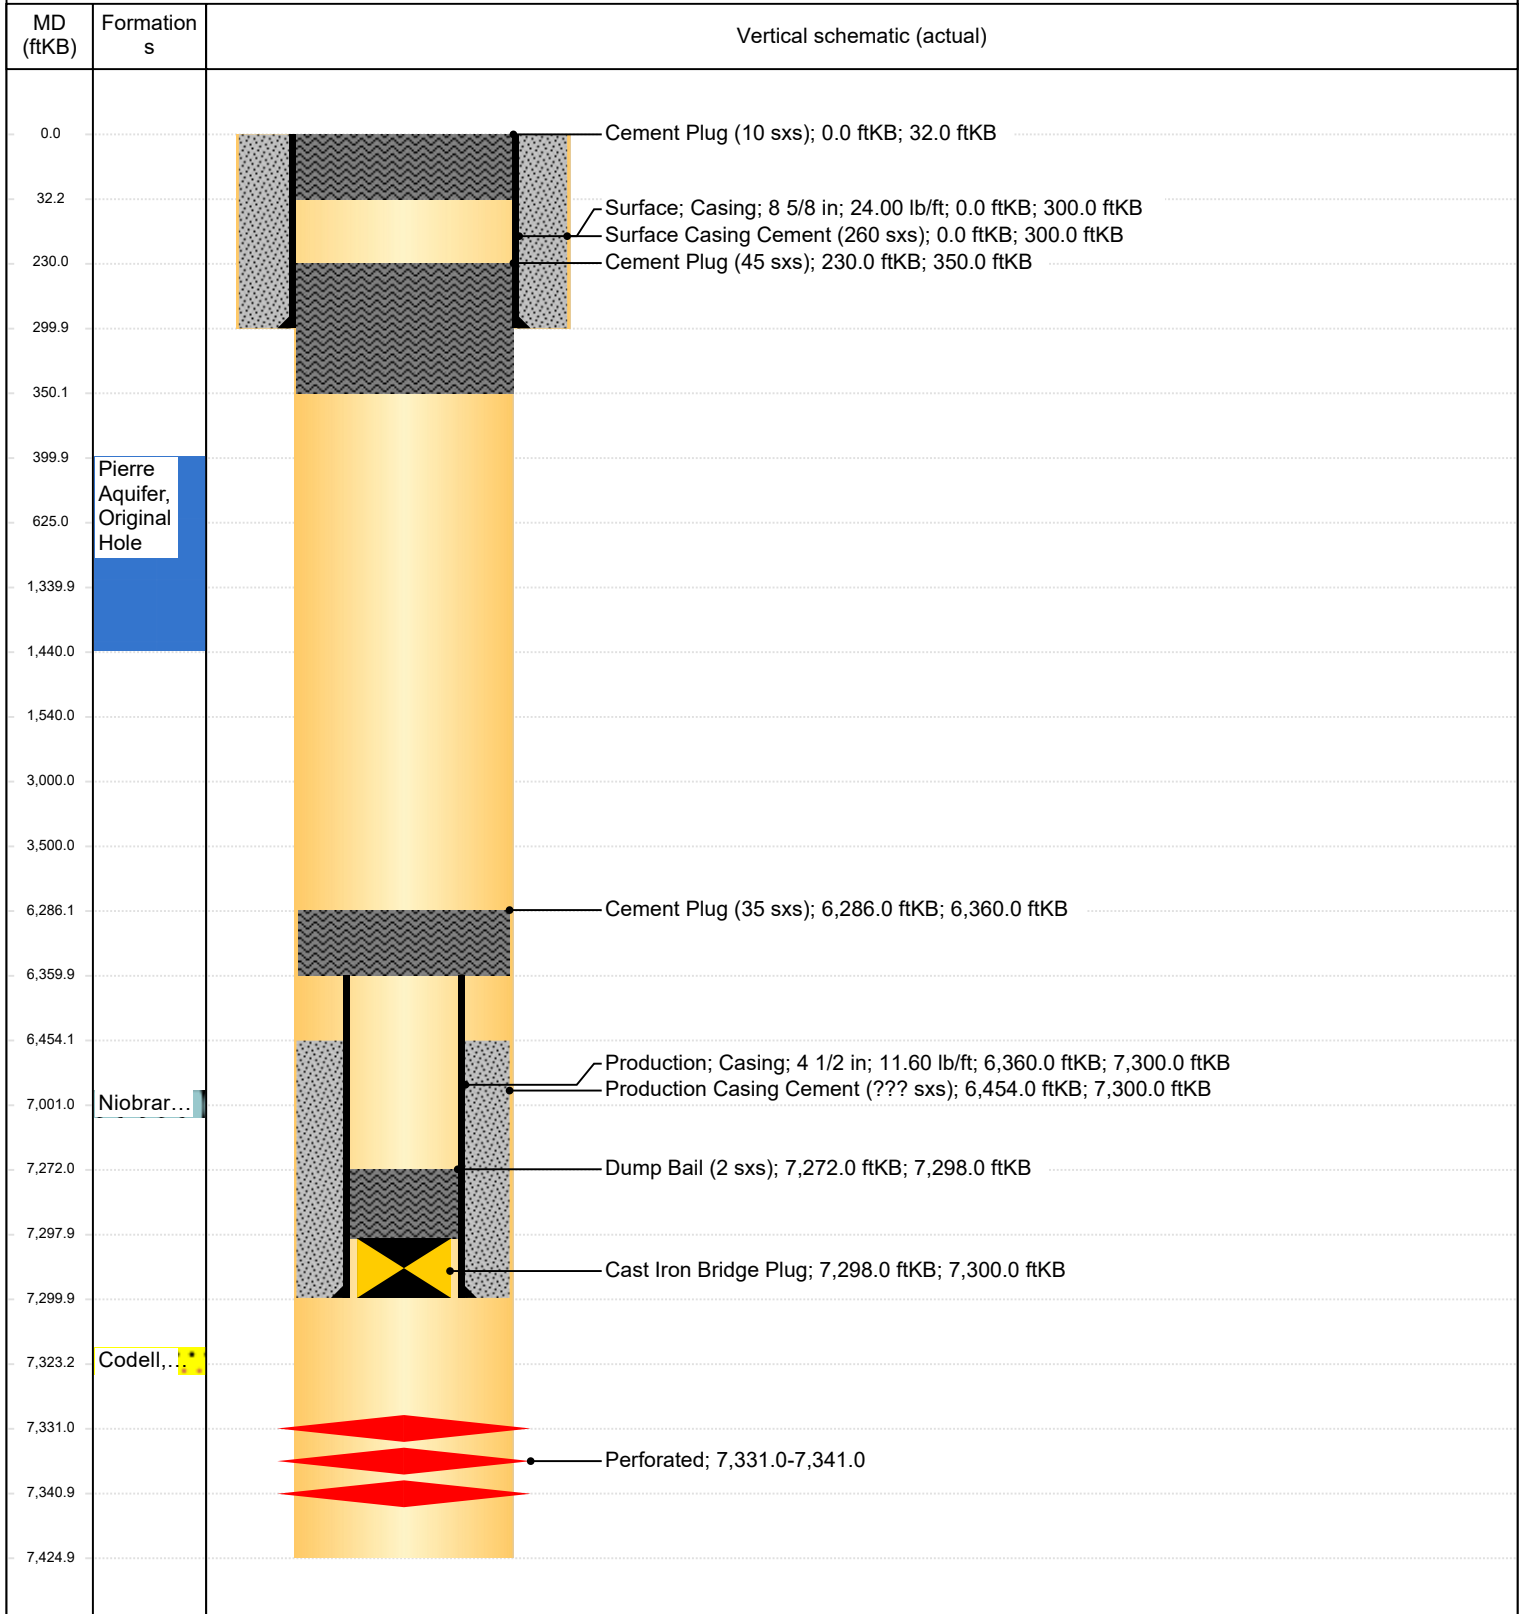 MD
(ftKB)
Formation
s
Vertical schematic (actual)
0.0
Cement Plug (10 sxs); 0.0 ftKB; 32.0 ftKB
32.2
Surface; Casing; 8 5/8 in; 24.00 lb/ft; 0.0 ftKB; 300.0 ftKB
Surface Casing Cement (260 sxs); 0.0 ftKB; 300.0 ftKB
230.0
Cement Plug (45 sxs); 230.0 ftKB; 350.0 ftKB
299.9
350.1
399.9
Pierre
Aquifer,
Original
Hole
625.0
1,339.9
1,440.0
1,540.0
3,000.0
3,500.0
6,286.1
Cement Plug (35 sxs); 6,286.0 ftKB; 6,360.0 ftKB
6,359.9
6,454.1
Production; Casing; 4 1/2 in; 11.60 lb/ft; 6,360.0 ftKB; 7,300.0 ftKB
Production Casing Cement (??? sxs); 6,454.0 ftKB; 7,300.0 ftKB
7,001.0
Niobrar...
7,272.0
Dump Bail (2 sxs); 7,272.0 ftKB; 7,298.0 ftKB
7,297.9
Cast Iron Bridge Plug; 7,298.0 ftKB; 7,300.0 ftKB
7,299.9
7,323.2
Codell,...
7,331.0
Perforated; 7,331.0-7,341.0
7,340.9
7,424.9